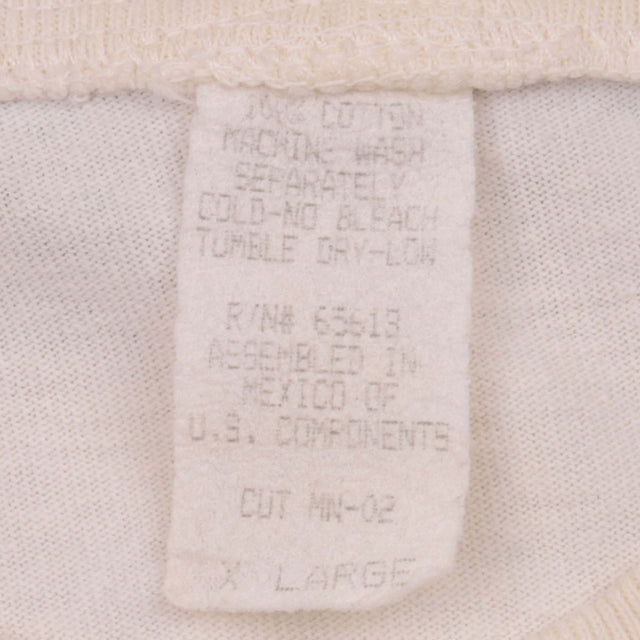 COTTON
MACHINE WASH
SEPARATELY
COLD-NO BLEACH
TUMBLE DRY-LOW
R/N# 65613
ASSEMBLED IN
MEXICO OF
U.S. COMPONENTS
CUT MN-02
X LARGE